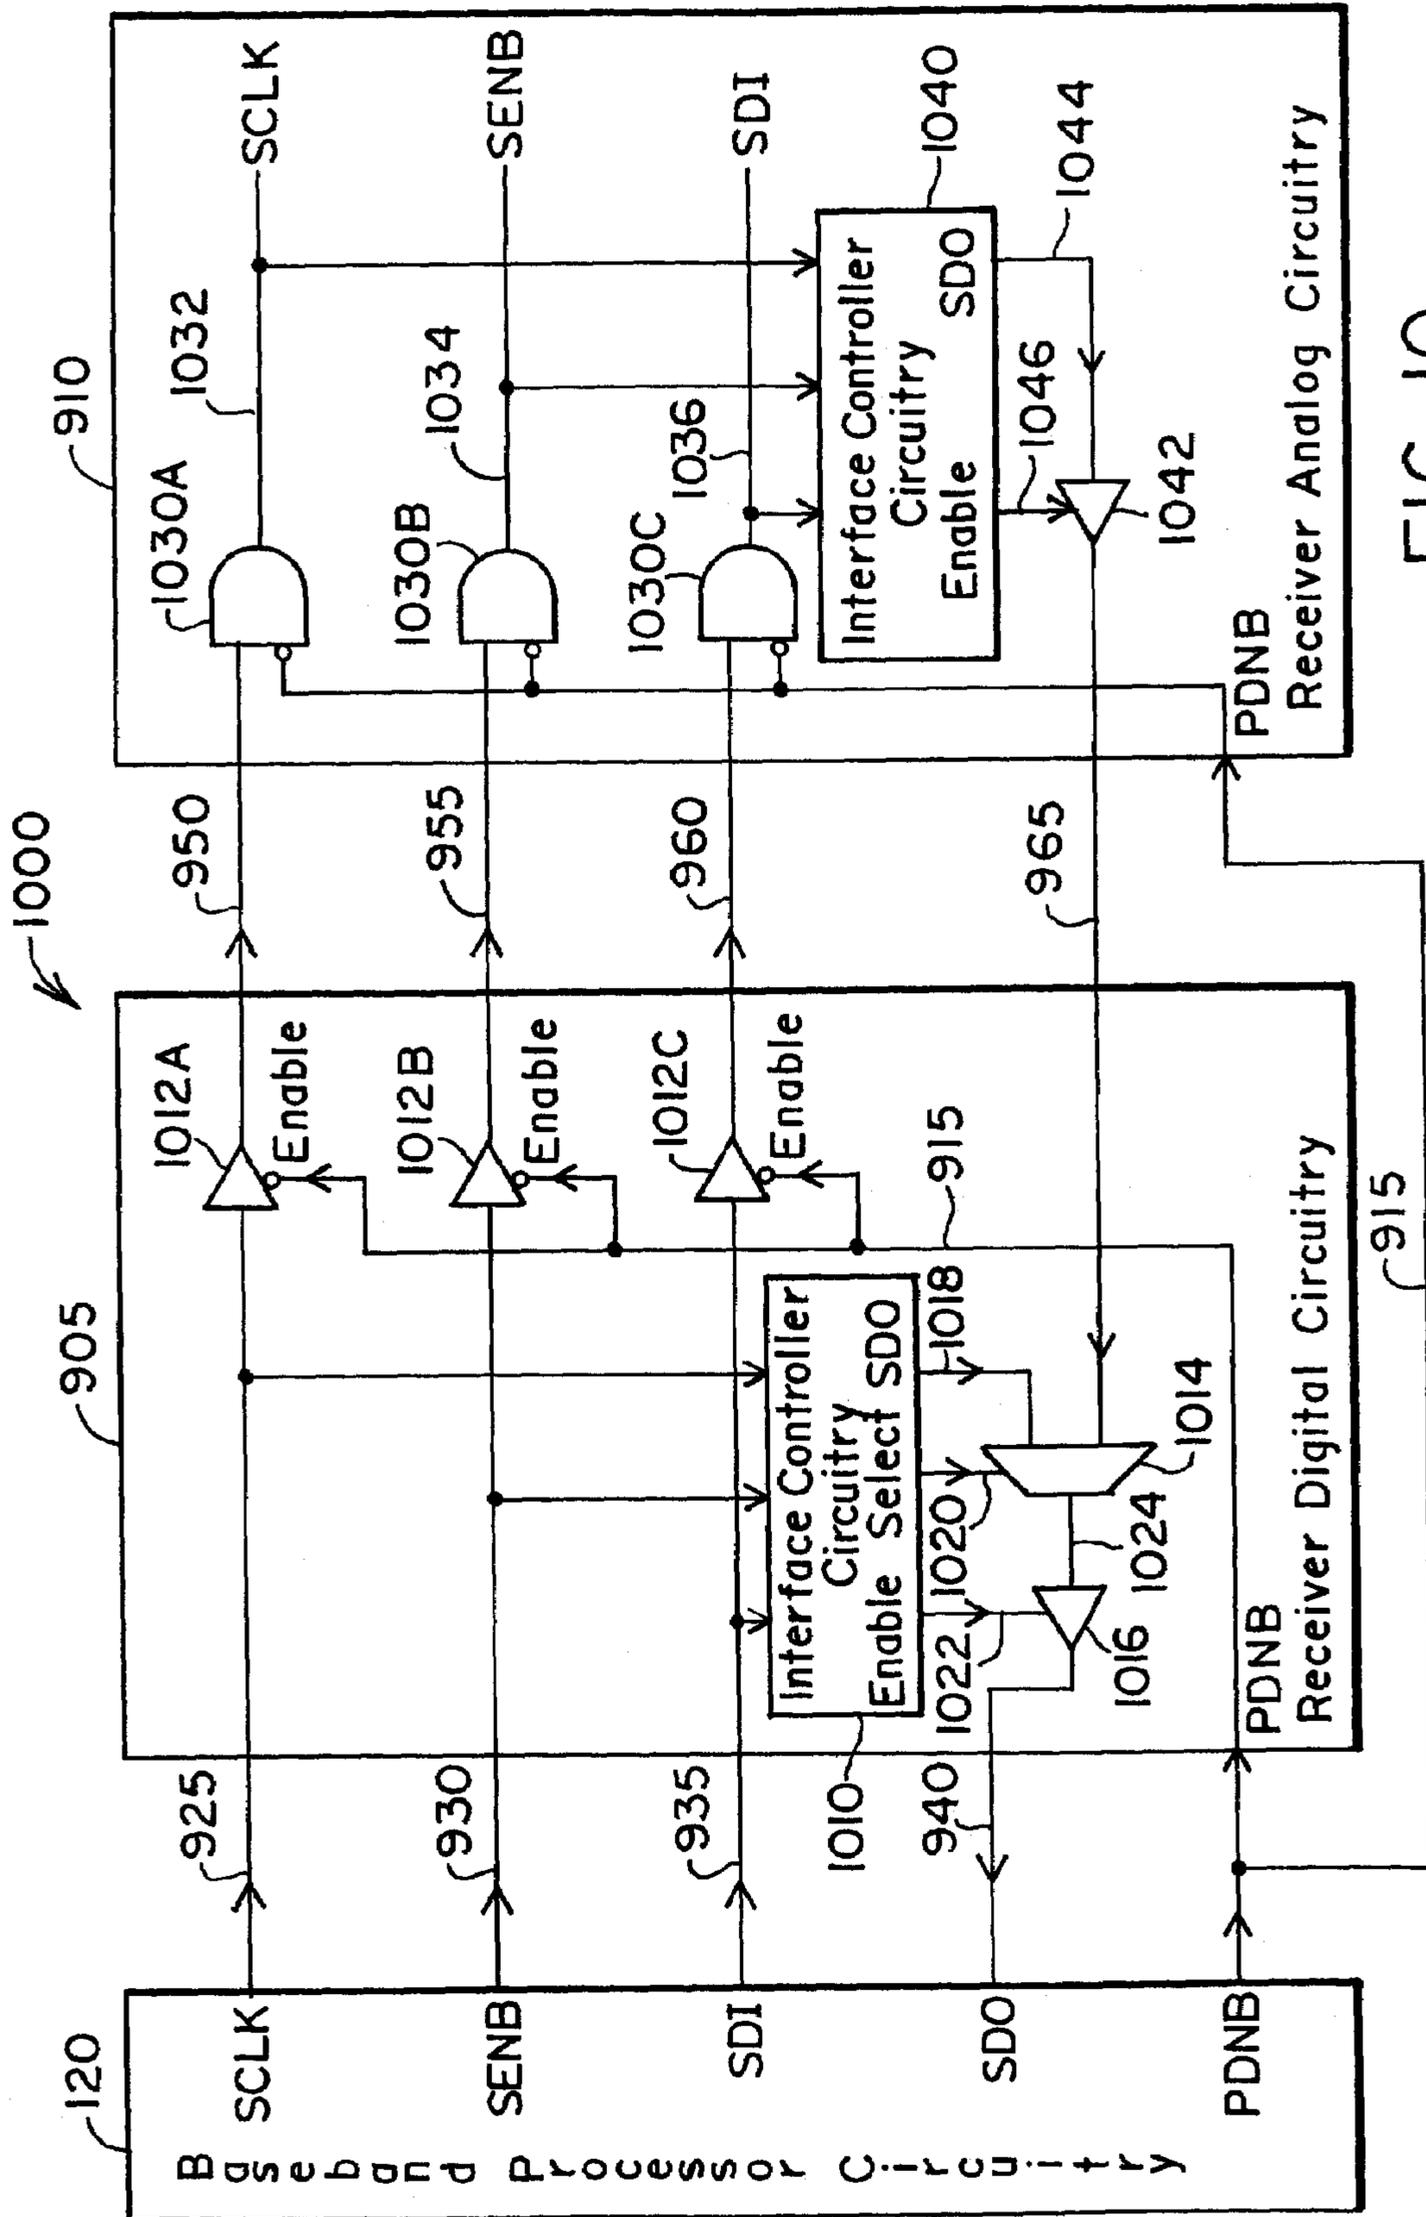 1000
120
Baseband Processor Circuitry
SCLK
SENB
SDI
SDO
PDNB
925
930
935
940
905
1012A
Enable
1012B
Enable
1012C
Enable
Interface Controller
Circuitry
Enable Select SDO
1010
1022
1020
1018
915
1016
1024
1014
PDNB
Receiver Digital Circuitry
915
950
955
960
965
910
1030A
1032
SCLK
1030B
1034
SENB
1030C
1036
SDI
Interface Controller
Circuitry
Enable
SDO
1040
1046
1044
1042
PDNB
Receiver Analog Circuitry